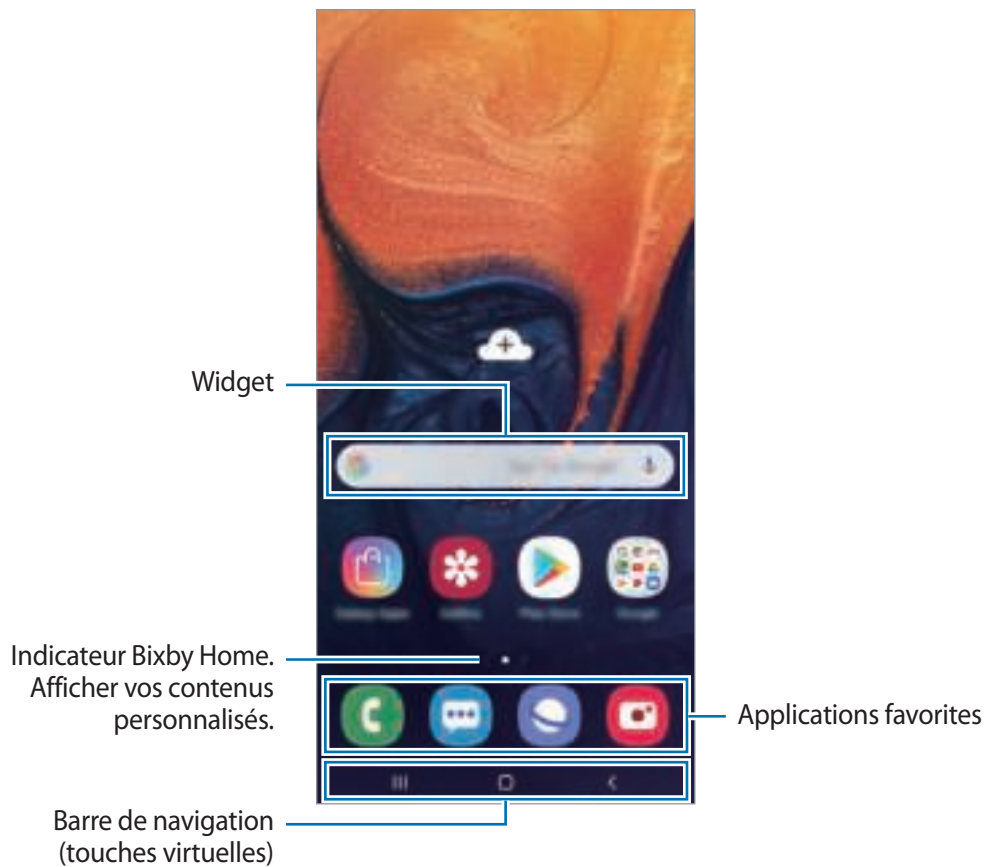 Widget
Indicateur Bixby Home.
Afficher vos contenus
personnalisés.
Applications favorites
Barre de navigation
(touches virtuelles)